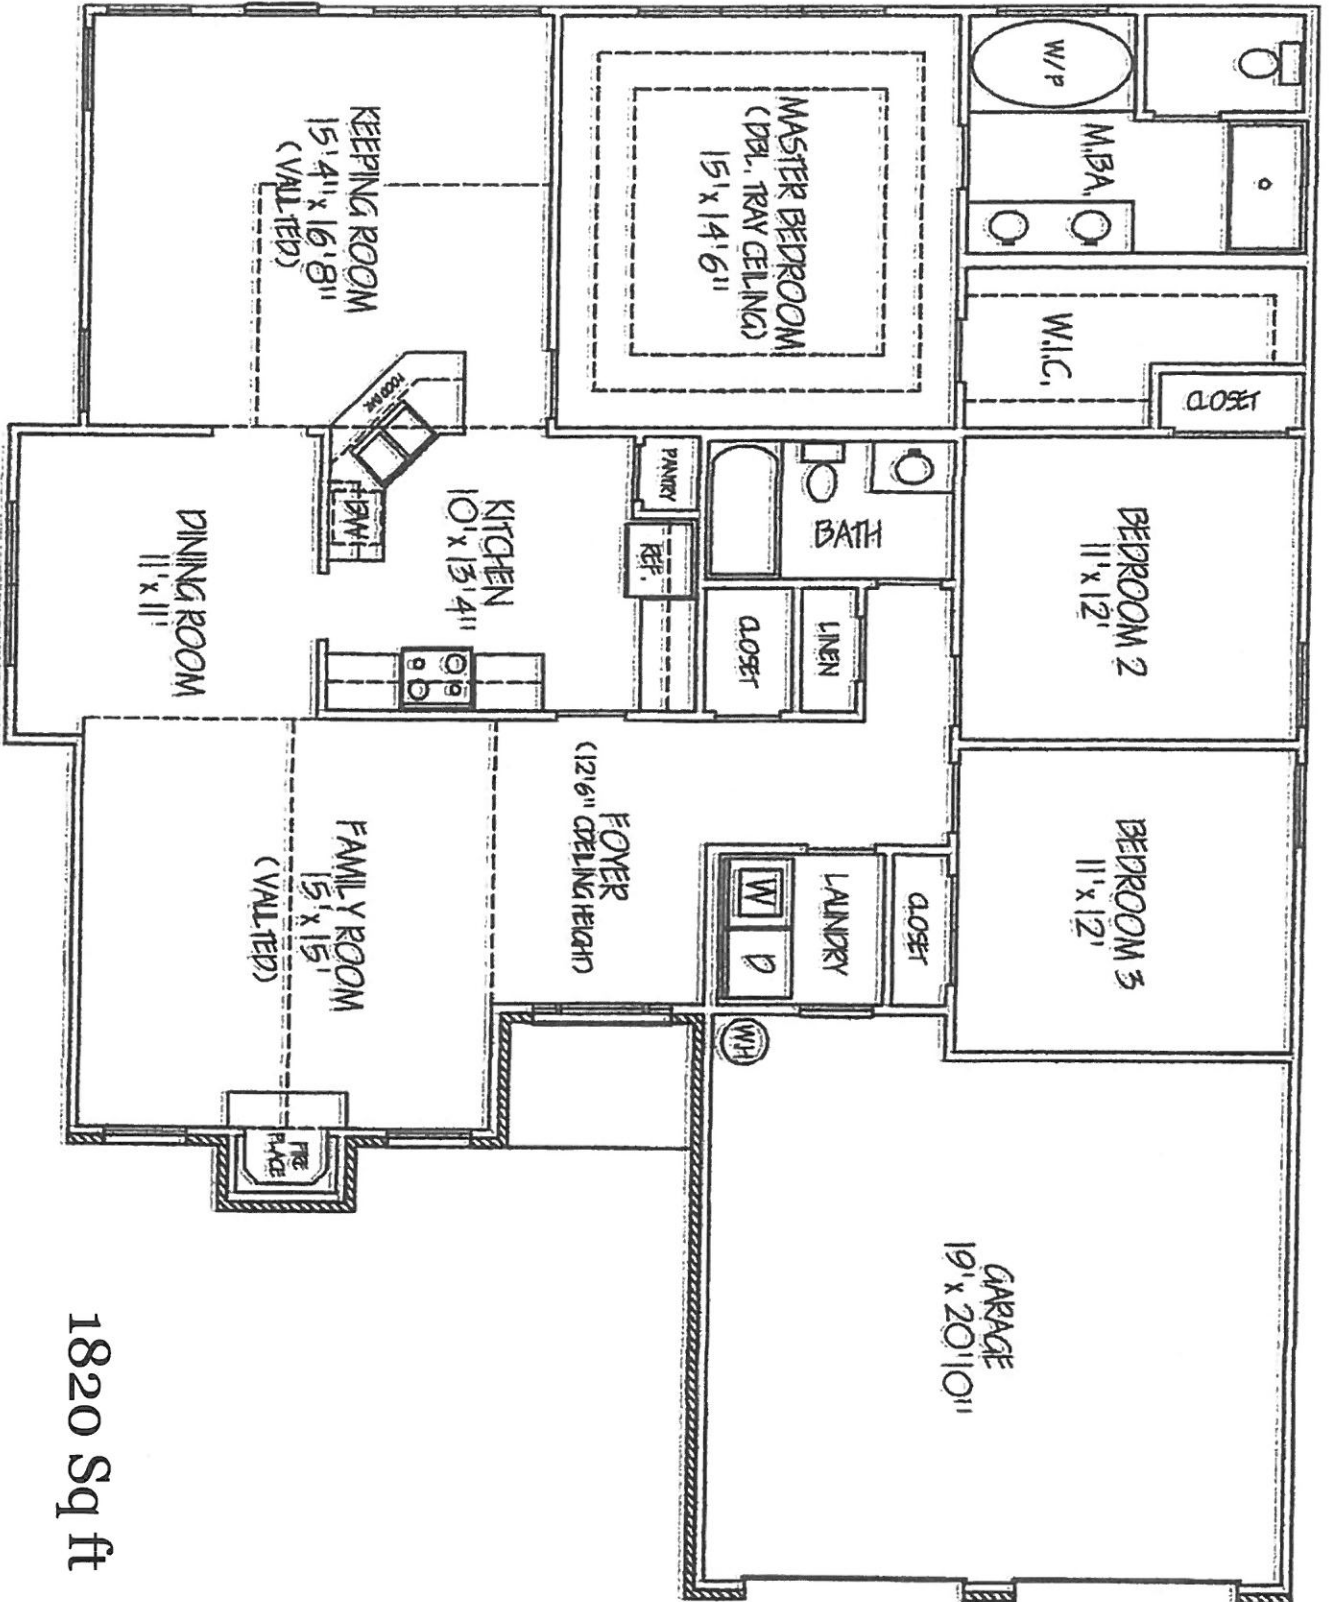 KEEPING ROOM
15'4" x 16'8"
(VAULTED)
MASTER BEDROOM
(DBL. TRAY CEILING)
15' x 14'6"
W/P
M.BA.
W.I.C.
CLOSET
FOOD BAR
DW
KITCHEN
10' x 13'4"
PANTRY
REF.
BATH
CLOSET
LINEN
BEDROOM 2
11' x 12'
DINING ROOM
11' x 11'
FAMILY ROOM
15' x 15'
(VAULTED)
FOYER
(12'6" CEILING HEIGHT)
W
D
LAUNDRY
CLOSET
BEDROOM 3
11' x 12'
WH
FIRE
PLACE
GARAGE
19' x 20'10"
1820 Sq ft